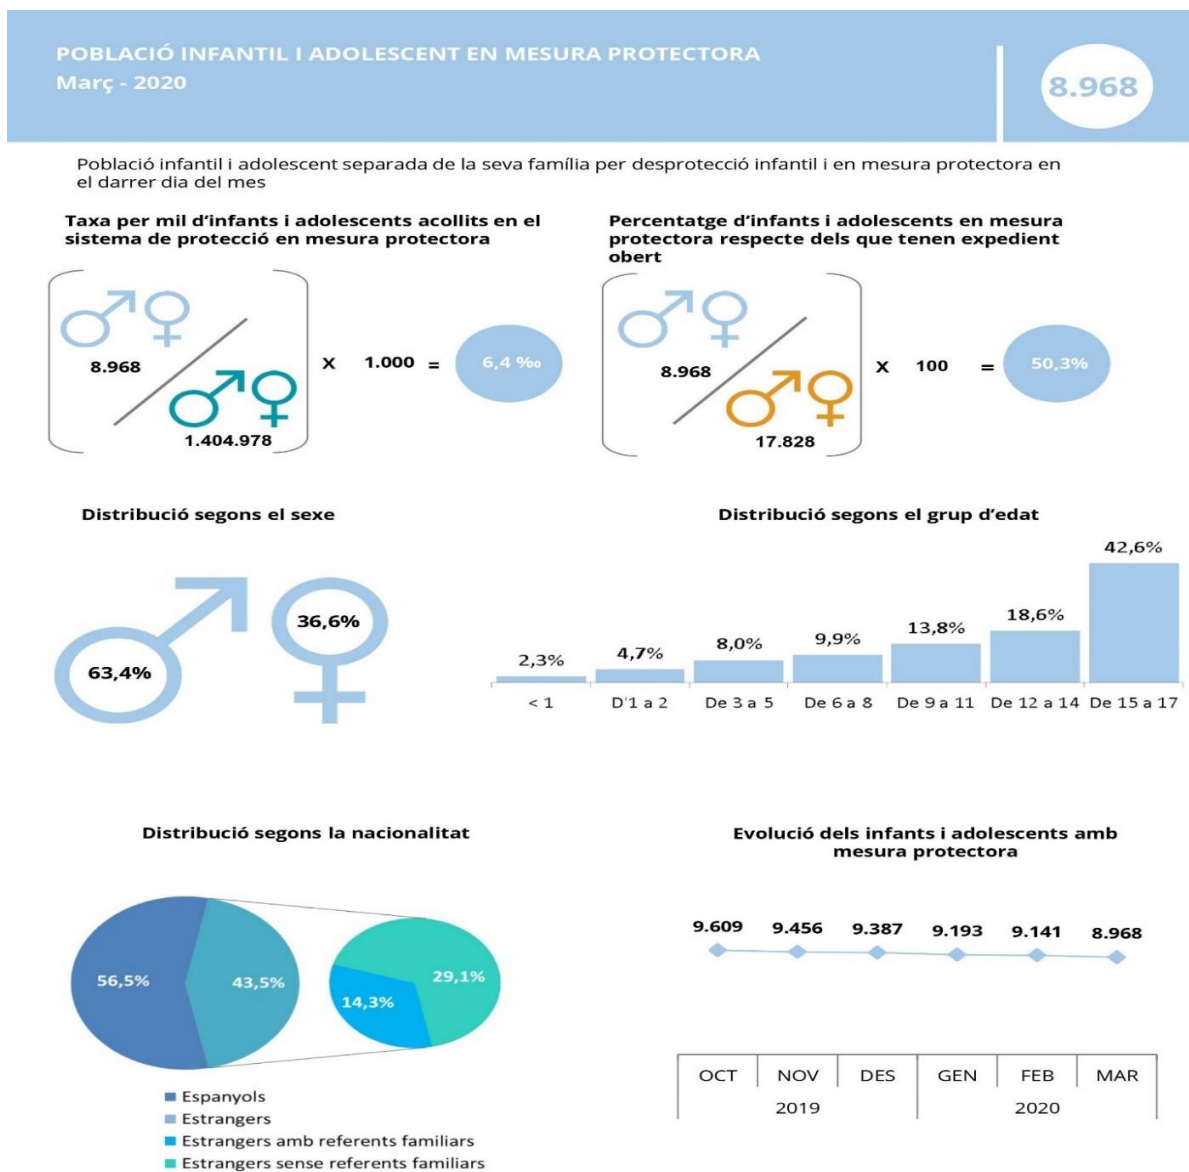 POBLACIÓ INFANTIL I ADOLESCENT EN MESURA PROTECTORA
Març - 2020
8.968
Població infantil i adolescent separada de la seva família per desprotecció infantil i en mesura protectora en
el darrer dia del mes
Taxa per mil d'infants i adolescents acollits en el
sistema de protecció en mesura protectora
8.968
1.404.978
X 1.000 =
6,4 ‰
Percentatge d'infants i adolescents en mesura
protectora respecte dels que tenen expedient
obert
8.968
17.828
X 100 =
50,3%
Distribució segons el sexe
63,4%
36,6%
Distribució segons el grup d'edat
2,3% 4,7% 8,0% 9,9% 13,8% 18,6% 42,6%
< 1 D'1 a 2 De 3 a 5 De 6 a 8 De 9 a 11 De 12 a 14 De 15 a 17
Distribució segons la nacionalitat
56,5% 43,5% 14,3% 29,1%
Espanyols
Estrangers
Estrangers amb referents familiars
Estrangers sense referents familiars
Evolució dels infants i adolescents amb
mesura protectora
9.609 9.456 9.387 9.193 9.141 8.968
OCT NOV DES GEN FEB MAR
2019 2020